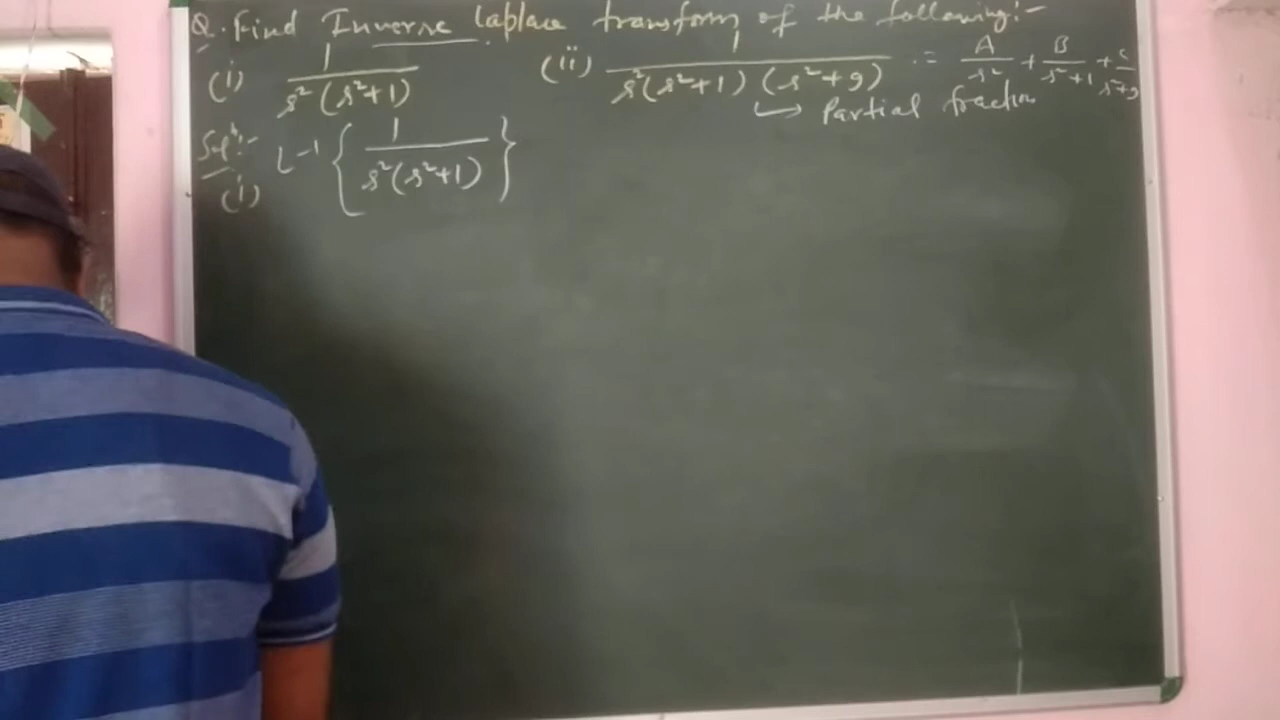 Q. Find Inverse Laplace transform of the following:-
(i) 1/s²(s²+1) (ii) 1/s²(s²+1)(s²+9) = A/s² + B/s²+1 + C/s²+9
↳ Partial fraction
Solⁿ:- (i) L⁻¹ { 1/s²(s²+1) }